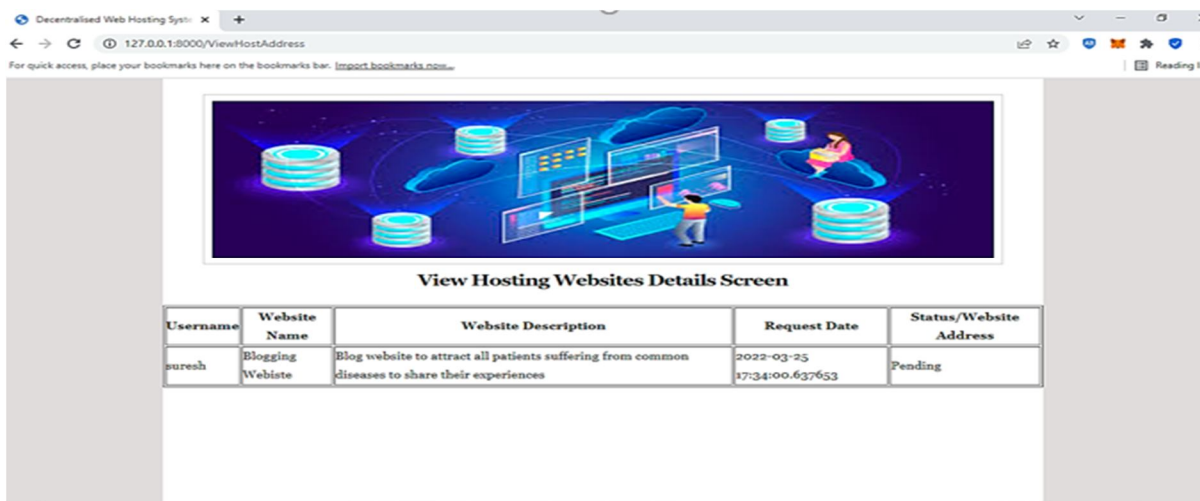 Decentralised Web Hosting Syste
127.0.0.1:8000/ViewHostAddress
For quick access, place your bookmarks here on the bookmarks bar. Import bookmarks now...
Reading l
View Hosting Websites Details Screen
Username
Website
Name
Website Description
Request Date
Status/Website
Address
suresh
Blogging
Webiste
Blog website to attract all patients suffering from common
diseases to share their experiences
2022-03-25
17:34:00.637653
Pending